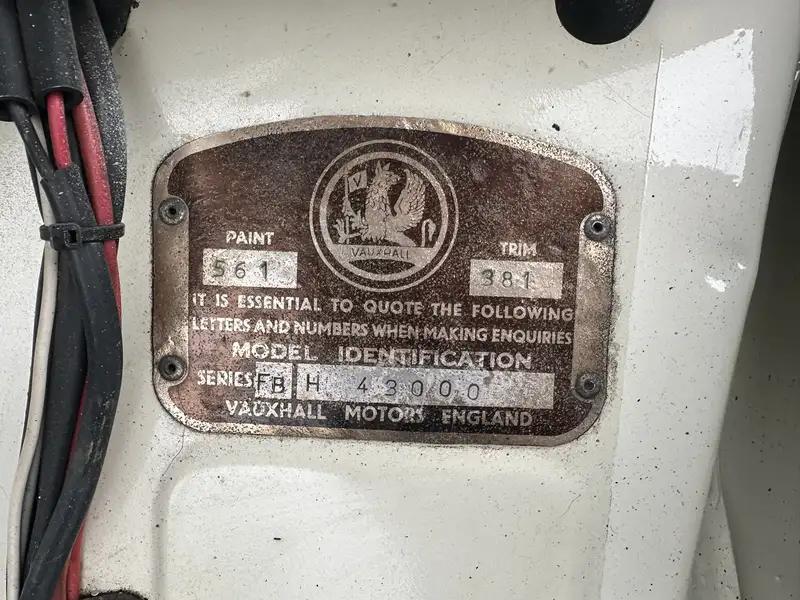 V
VAUXHALL
PAINT
561
TRIM
381
IT IS ESSENTIAL TO QUOTE THE FOLLOWING
LETTERS AND NUMBERS WHEN MAKING ENQUIRIES
MODEL IDENTIFICATION
SERIES FB H 43000
VAUXHALL MOTORS ENGLAND